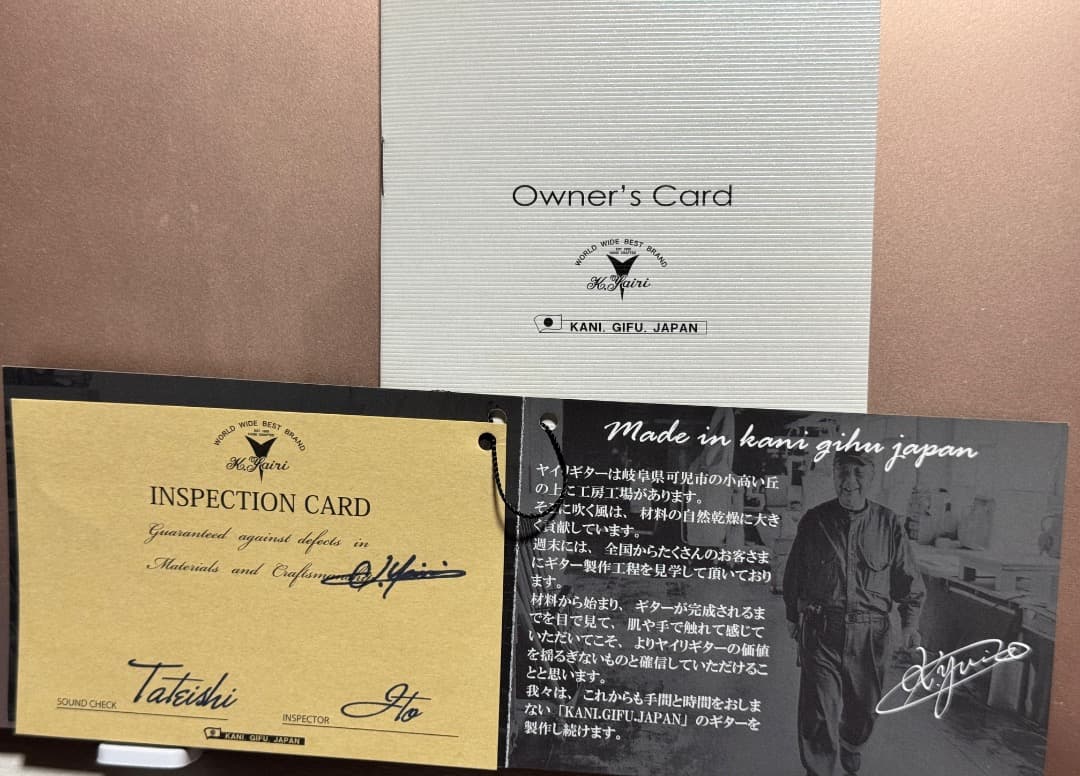 Owner's Card
WORLD WIDE BEST BRAND
K.Yairi
KANI. GIFU. JAPAN
WORLD WIDE BEST BRAND
K.Yairi
INSPECTION CARD
Guaranteed against defects in
Materials and
SOUND CHECK Tateishi
INSPECTOR Ito
KANI. GIFU. JAPAN
Made in kani gihu japan
ヤイリギターは岐阜県可児市の小高い丘
の上に工房工場があります。
そこに吹く風は、材料の自然乾燥に大き
く貢献しています。
週末には、全国からたくさんのお客さま
にギター製作工程を見学して頂いており
ます。
材料から始まり、ギターが完成されるま
でを目で見て、肌や手で触れて感じて
いただいてこそ、よりヤイリギターの価値
を揺るぎないものと確信していただけるこ
とと思います。
我々は、これからも手間と時間をおしま
ない「KANI.GIFU.JAPAN」のギターを
製作し続けます。